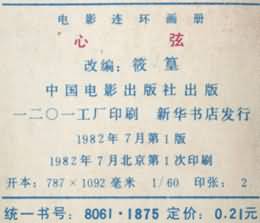 电影连环画册
心弦
改编：筱篁
中国电影出版社出版
一二〇一工厂印刷 新华书店发行
1982年7月第1版
1982年7月北京第1次印刷
开本：787×1092毫米 1/60 印张：2
统一书号：8061·1875 定价：0.21元